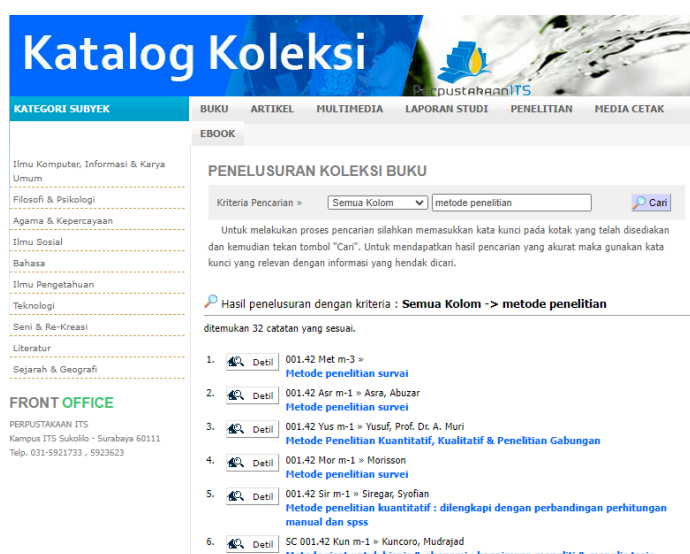 Katalog Koleksi
PerpustakaanITS
KATEGORI SUBYEK
BUKU ARTIKEL MULTIMEDIA LAPORAN STUDI PENELITIAN MEDIA CETAK
EBOOK
Ilmu Komputer, Informasi & Karya
Umum
Filosofi & Psikologi
Agama & Kepercayaan
Ilmu Sosial
Bahasa
Ilmu Pengetahuan
Teknologi
Seni & Re-Kreasi
Literatur
Sejarah & Geografi
FRONT OFFICE
PERPUSTAKAAN ITS
Kampus ITS Sukolilo - Surabaya 60111
Telp. 031-5921733 , 5923623
PENELUSURAN KOLEKSI BUKU
Kriteria Pencarian » Semua Kolom metode penelitian Cari
Untuk melakukan proses pencarian silahkan memasukkan kata kunci pada kotak yang telah disediakan
dan kemudian tekan tombol "Cari". Untuk mendapatkan hasil pencarian yang akurat maka gunakan kata
kunci yang relevan dengan informasi yang hendak dicari.
Hasil penelusuran dengan kriteria : Semua Kolom -> metode penelitian
ditemukan 32 catatan yang sesuai.
1. Detil 001.42 Met m-3 »
Metode penelitian survai
2. Detil 001.42 Asr m-1 » Asra, Abuzar
Metode penelitian survei
3. Detil 001.42 Yus m-1 » Yusuf, Prof. Dr. A. Muri
Metode Penelitian Kuantitatif, Kualitatif & Penelitian Gabungan
4. Detil 001.42 Mor m-1 » Morisson
Metode penelitian survei
5. Detil 001.42 Sir m-1 » Siregar, Syofian
Metode penelitian kuantitatif : dilengkapi dengan perbandingan perhitungan
manual dan spss
6. Detil SC 001.42 Kun m-1 » Kuncoro, Mudrajad